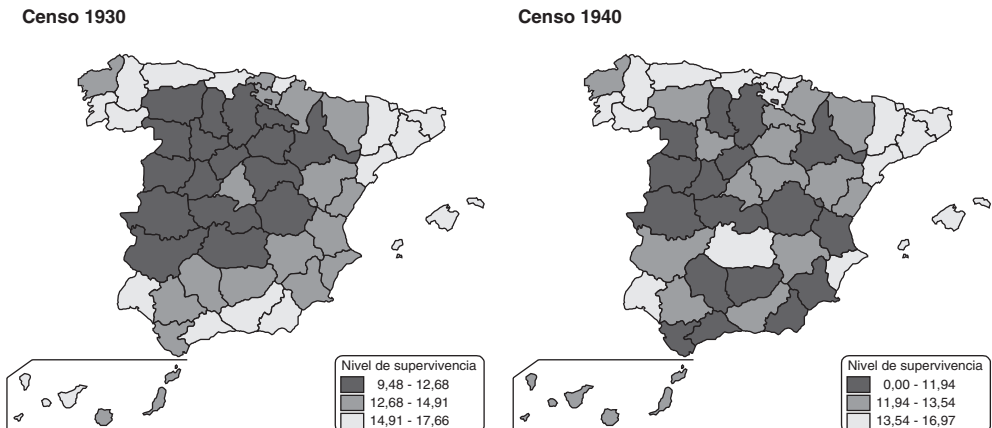 Censo 1930
Censo 1940
Nivel de supervivencia
9,48 - 12,68
12,68 - 14,91
14,91 - 17,66
Nivel de supervivencia
0,00 - 11,94
11,94 - 13,54
13,54 - 16,97